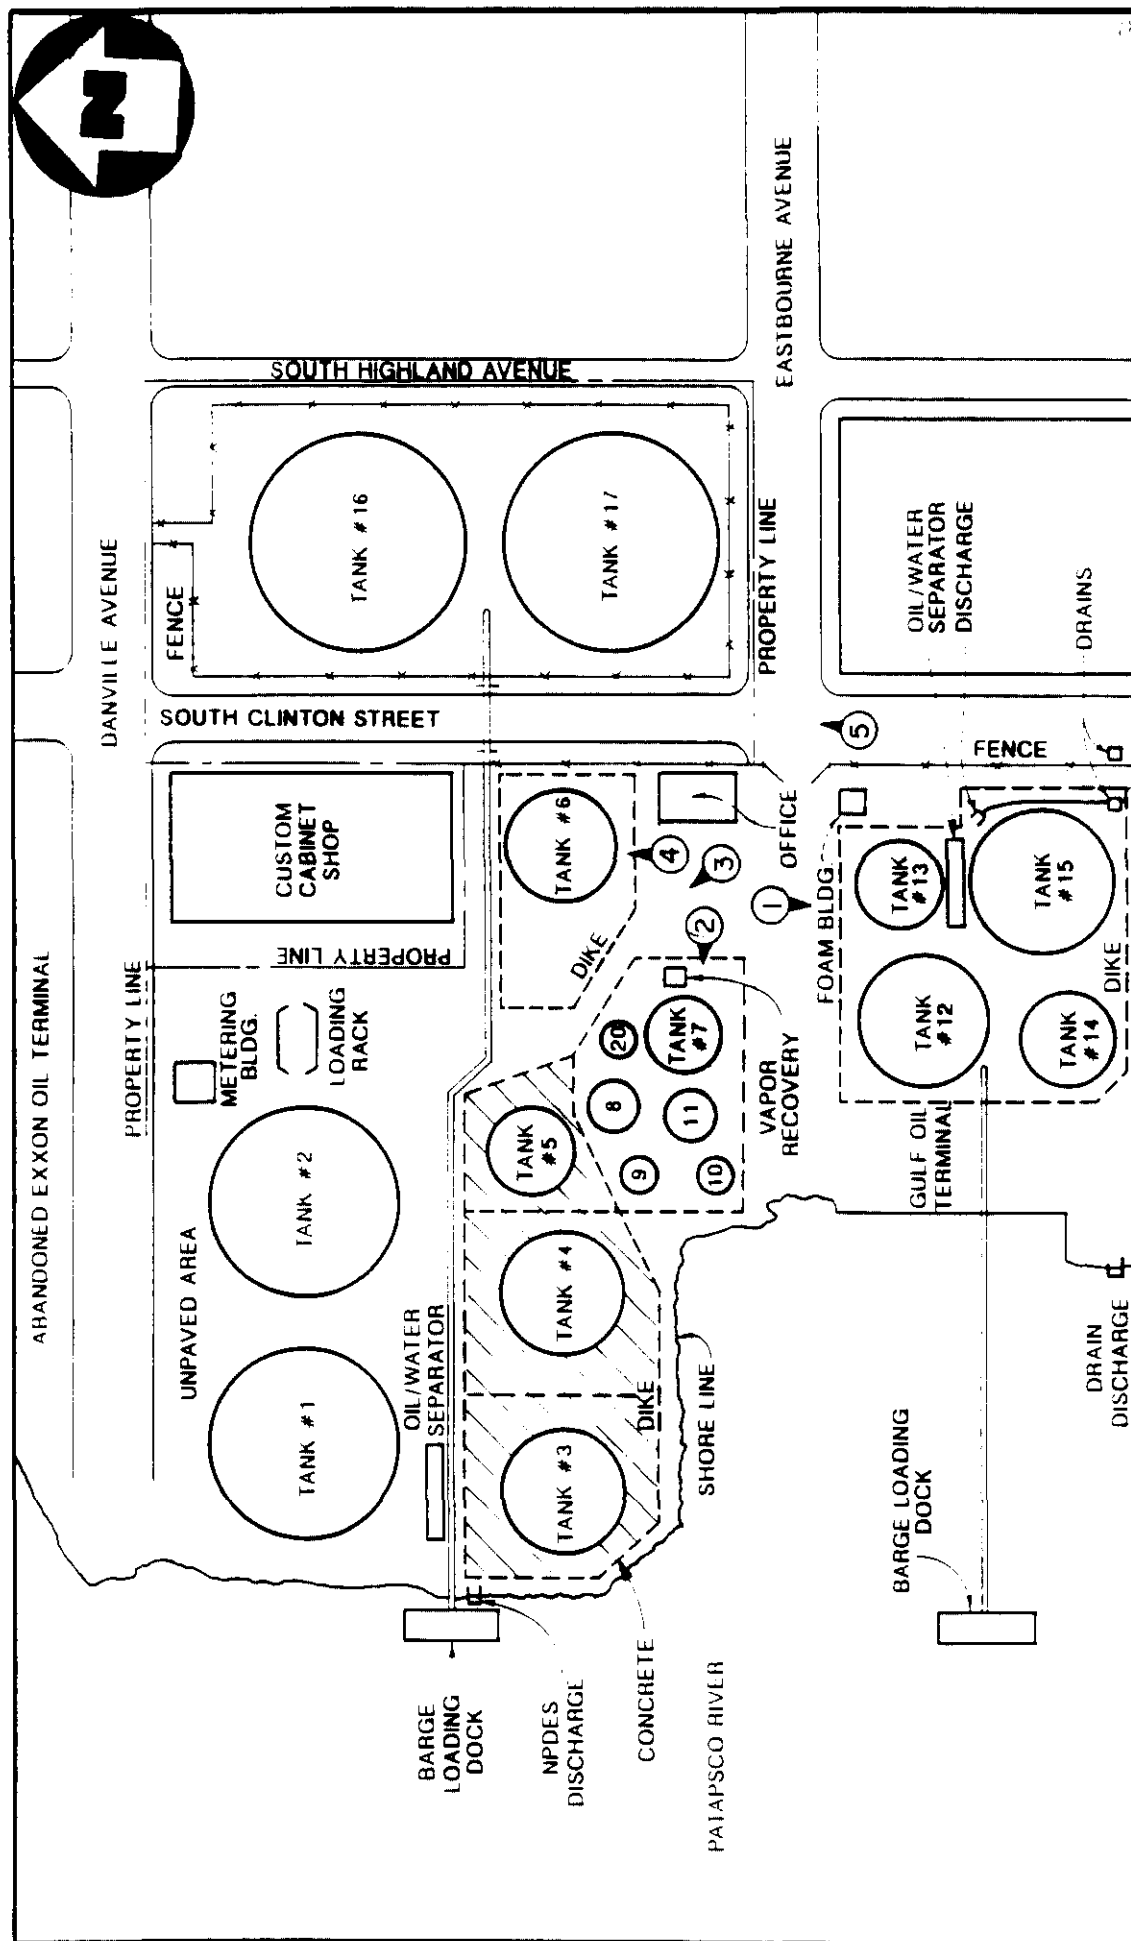 N
DANVILLE AVENUE
ABANDONED EXXON OIL TERMINAL
PROPERTY LINE
FENCE
SOUTH HIGHLAND AVENUE
TANK #16
TANK #17
PROPERTY LINE
EASTBOURNE AVENUE
SOUTH CLINTON STREET
CUSTOM
CABINET
SHOP
PROPERTY LINE
METERING
BLDG.
LOADING
RACK
UNPAVED AREA
TANK #2
TANK #1
OIL/WATER
SEPARATOR
TANK #6
DIKE
OFFICE
4
3
2
1
5
TANK
#5
TANK #4
TANK #3
DIKE
20
TANK
#7
8
11
9
10
VAPOR
RECOVERY
SHORE LINE
BARGE
LOADING
DOCK
NPDES
DISCHARGE
CONCRETE
PATAPSCO RIVER
OIL/WATER
SEPARATOR
DISCHARGE
DRAINS
FENCE
FOAM BLDG
TANK
#13
TANK
#15
TANK
#12
TANK
#14
DIKE
GULF OIL
TERMINAL
BARGE LOADING
DOCK
DRAIN
DISCHARGE